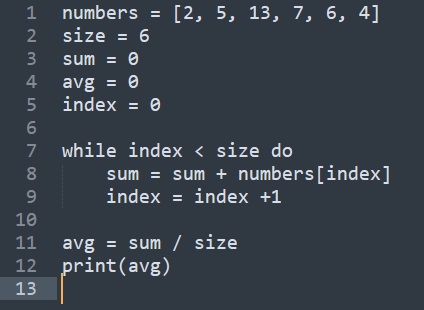 1 numbers = [2, 5, 13, 7, 6, 4]
2 size = 6
3 sum = 0
4 avg = 0
5 index = 0
6
7 while index < size do
8     sum = sum + numbers[index]
9     index = index +1
10
11 avg = sum / size
12 print(avg)
13